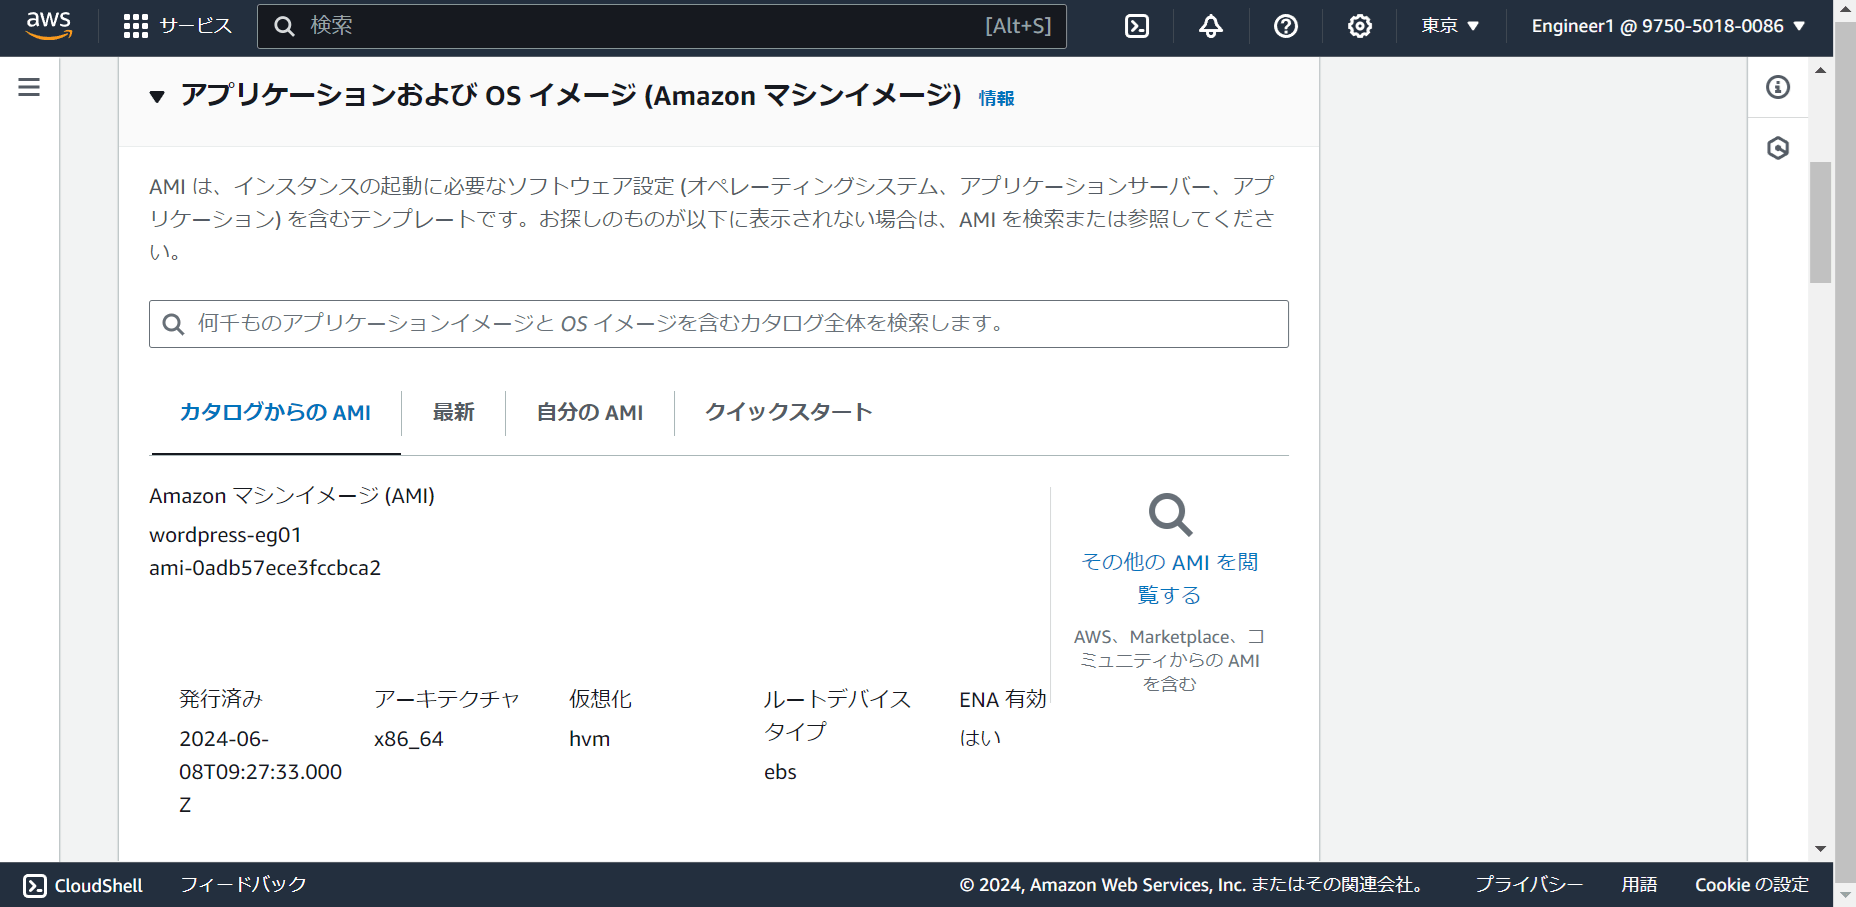 aws
サービス
検索
[Alt+S]
東京 ▼
Engineer1 @ 9750-5018-0086 ▼
▼ アプリケーションおよび OS イメージ (Amazon マシンイメージ) 情報
AMI は、インスタンスの起動に必要なソフトウェア設定 (オペレーティングシステム、アプリケーションサーバー、アプ
リケーション) を含むテンプレートです。お探しのものが以下に表示されない場合は、AMI を検索または参照してくださ
い。
何千ものアプリケーションイメージと OS イメージを含むカタログ全体を検索します。
カタログからの AMI
最新
自分の AMI
クイックスタート
Amazon マシンイメージ (AMI)
wordpress-eg01
ami-0adb57ece3fccbca2
その他の AMI を閲
覧する
AWS、Marketplace、コ
ミュニティからの AMI
を含む
発行済み
2024-06-
08T09:27:33.000
Z
アーキテクチャ
x86_64
仮想化
hvm
ルートデバイス
タイプ
ebs
ENA 有効
はい
CloudShell
フィードバック
© 2024, Amazon Web Services, Inc. またはその関連会社。
プライバシー
用語
Cookie の設定